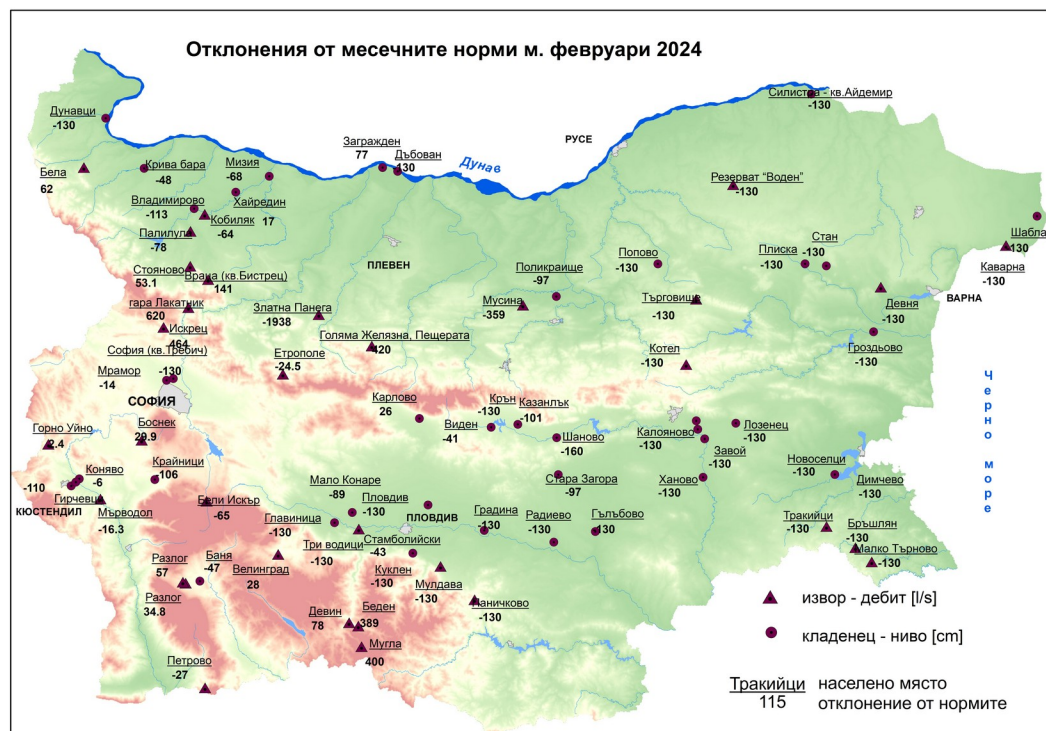 Отклонения от месечните норми м. февруари 2024
Дунавци
-130
Силистра - кв.Айдемир
-130
Загражден
77
Дъбован
130
РУСЕ
Дунав
Бела
62
Крива бара
-48
Мизия
-68
Хайредин
17
Резерват "Воден"
-130
Владимирово
-113
Кобиляк
-64
Палилула
-78
Шабла
130
Каварна
-130
Стояново
53.1
Враца (кв.Бистрец)
141
ПЛЕВЕН
Поликраище
-97
Попово
-130
Плиска
-130
Стан
-130
гара Лакатник
620
Златна Панега
-1938
Мусина
-359
Търговище
-130
Девня
-130
ВАРНА
Искрец
464
Голяма Желязна, Пещерата
420
Гроздьово
-130
София (кв.Требич)
-130
Мрамор
-14
СОФИЯ
Етрополе
-24.5
Котел
-130
Карлово
26
Крън
-130
Казанлък
-101
Виден
-41
Черно море
Боснек
29.9
Горно Уйно
2.4
Шаново
-160
Калояново
-130
Лозенец
-130
Завой
-130
Коняво
-6
-110
Гирчевци
КЮСТЕНДИЛ
Крайници
-106
Мърводол
-16.3
Мало Конаре
-89
Стара Загора
-97
Ханово
-130
Новоселци
-130
Димчево
-130
Бели Искър
-65
Пловдив
-130
ПЛОВДИВ
Главиница
-130
Градина
-130
Радиево
-130
Гълъбово
-130
Тракийци
-130
Бръшлян
-130
Три водици
-130
Стамболийски
-43
Малко Търново
-130
Разлог
57
Баня
-47
Велинград
28
Куклен
-130
Мулдава
-130
Разлог
34.8
Девин
78
Беден
389
Маничково
-130
извор - дебит [l/s]
Мугла
400
кладенец - ниво [cm]
Петрово
-27
Тракийци
115
населено място
отклонение от нормите